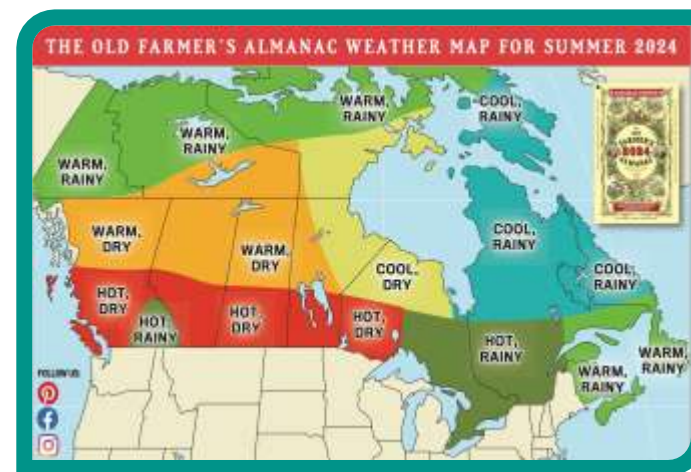 THE OLD FARMER'S ALMANAC WEATHER MAP FOR SUMMER 2024
WARM,
RAINY
COOL,
RAINY
WARM,
RAINY
WARM,
RAINY
2024
WARM,
DRY
WARM,
DRY
COOL,
DRY
COOL,
RAINY
COOL,
RAINY
HOT,
DRY
HOT,
RAINY
HOT,
DRY
HOT,
DRY
HOT,
RAINY
WARM,
RAINY
WARM,
RAINY
FOLLOW US